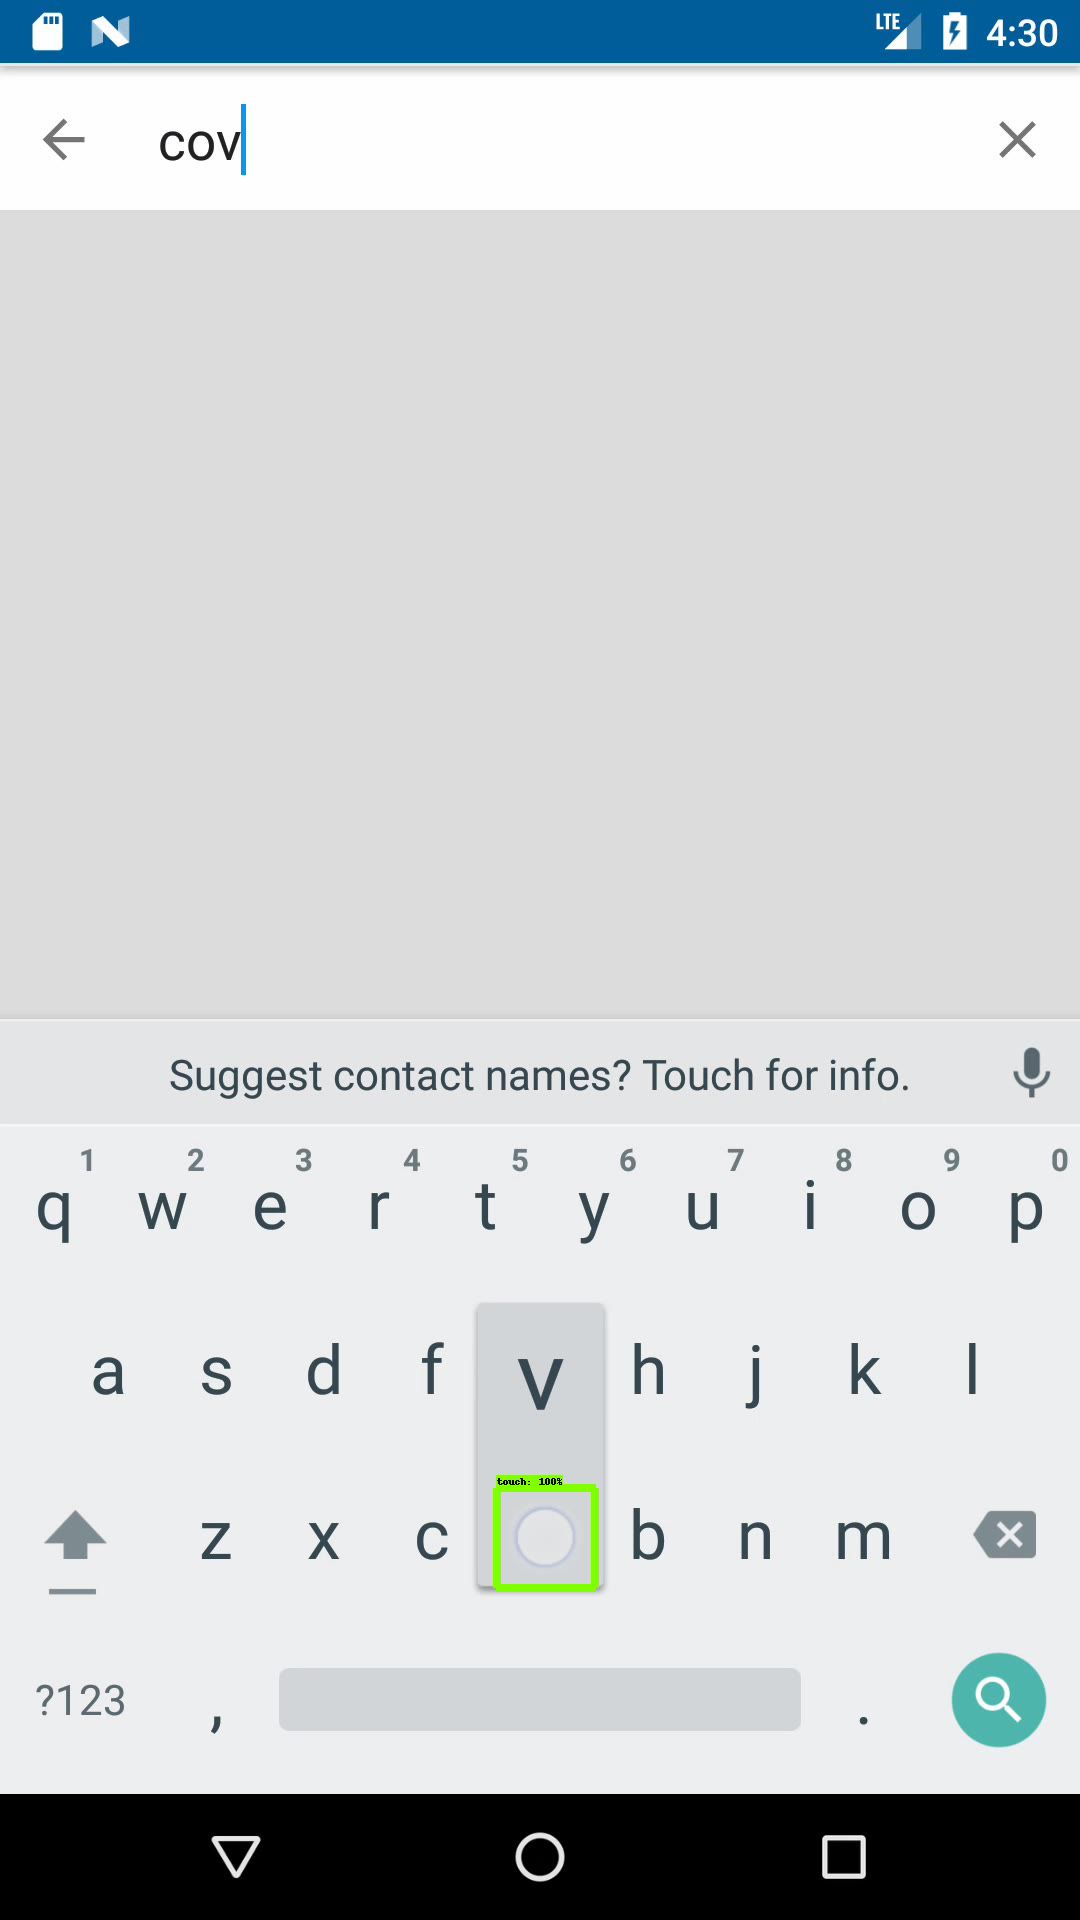 LTE 4:30
cov
Suggest contact names? Touch for info.
1 2 3 4 5 6 7 8 9 0
q w e r t y u i o p
a s d f v h j k l
touch: 100%
z x c b n m
?123 , .